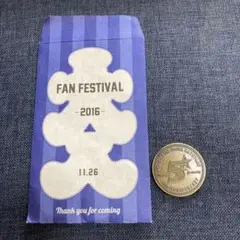 FAN FESTIVAL
-2016-
11.26
Thank you for coming